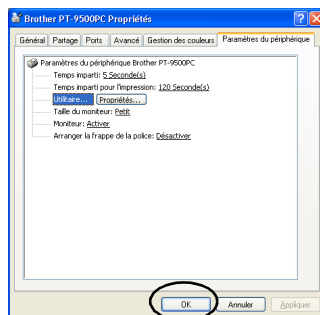 Brother PT-9500PC Propriétés
Général Partage Ports Avancé Gestion des couleurs Paramètres du périphérique
Paramètres du périphérique Brother PT-9500PC
Temps imparti: 5 Seconde(s)
Temps imparti pour l'impression: 120 Seconde(s)
Utilitaire... Propriétés...
Taille du moniteur: Petit
Moniteur: Activer
Arranger la frappe de la police: Désactiver
OK Annuler Appliquer